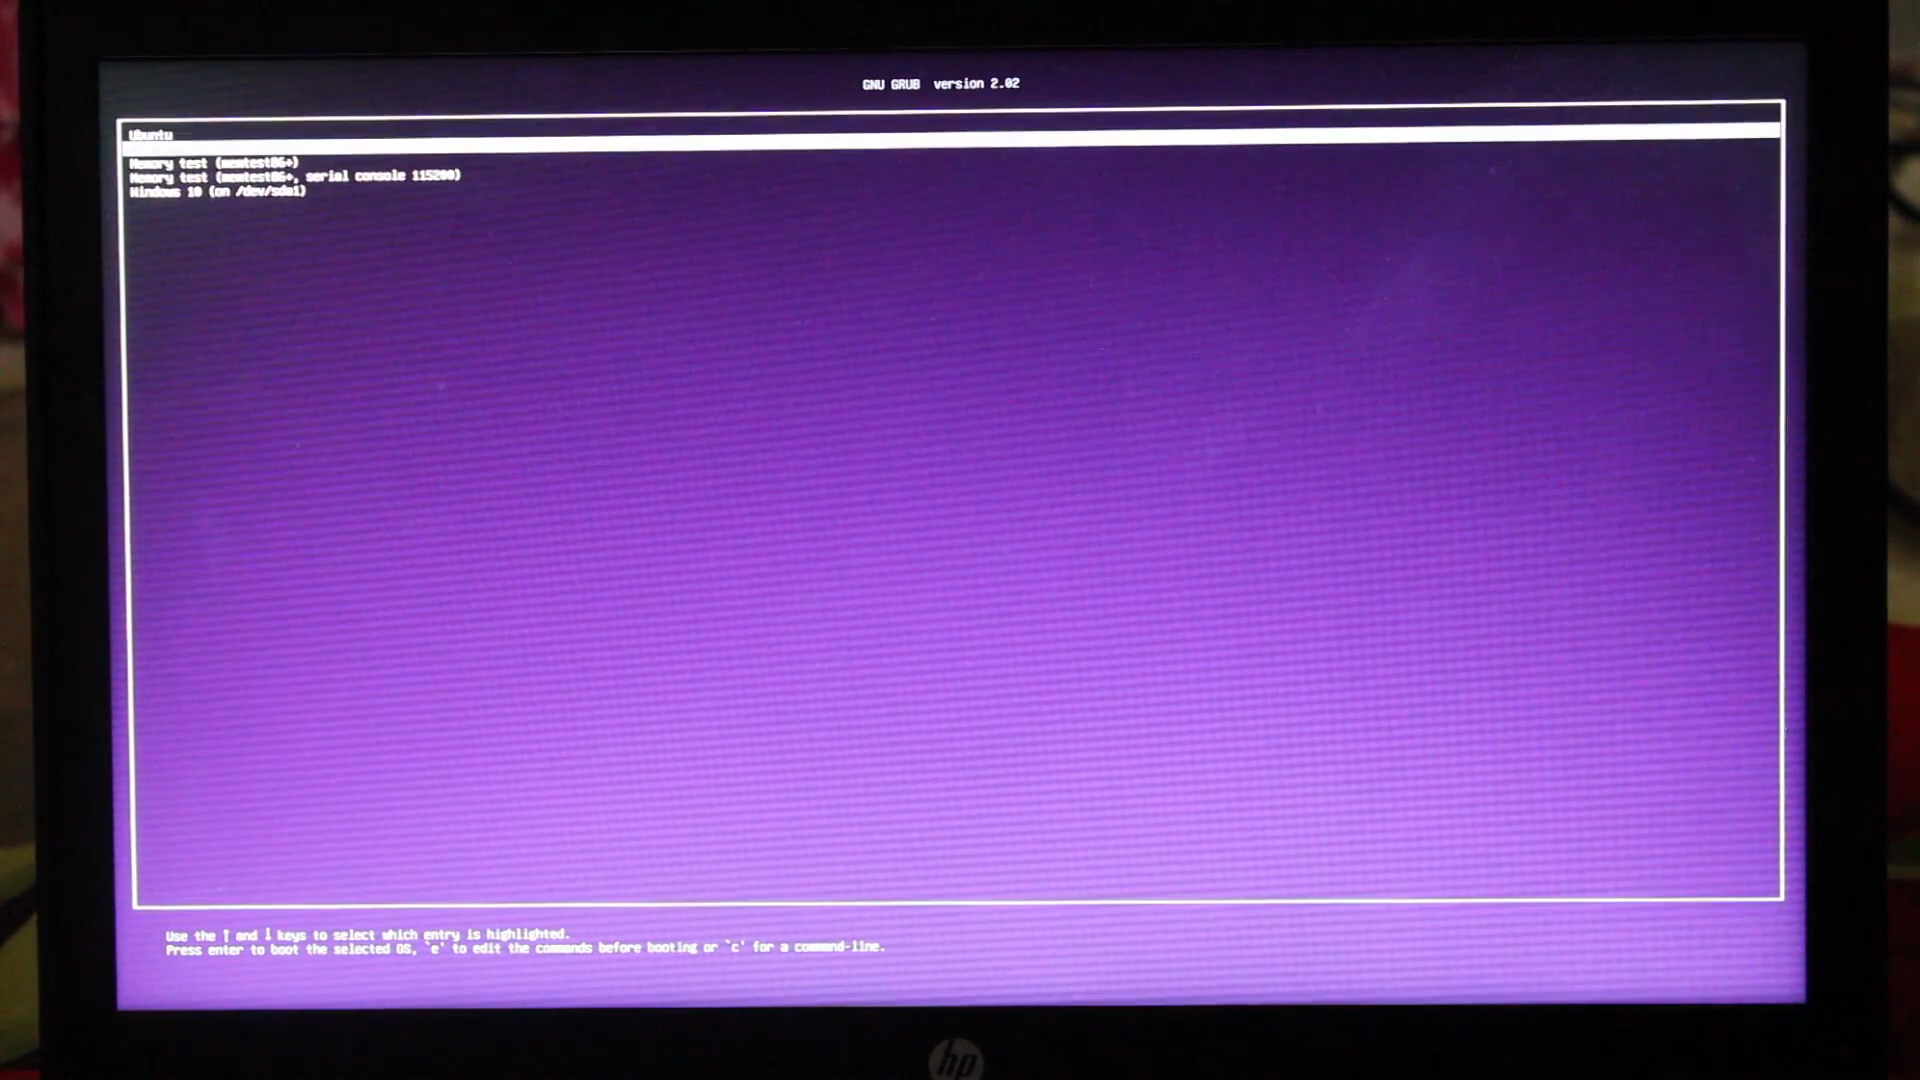 GNU GRUB version 2.02
Ubuntu
Memory test (memtest86+)
Memory test (memtest86+, serial console 115200)
Windows 10 (on /dev/sda1)
Use the ↑ and ↓ keys to select which entry is highlighted.
Press enter to boot the selected OS, `e' to edit the commands before booting or `c' for a command-line.
hp